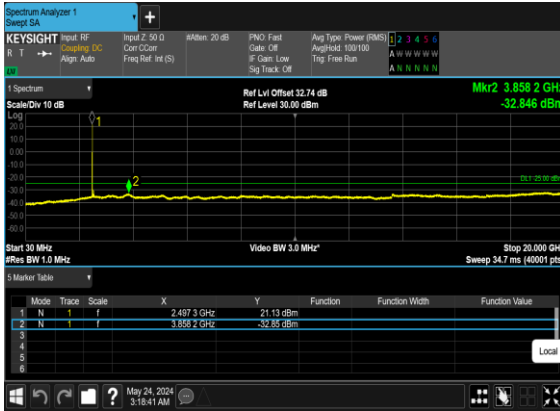 Spectrum Analyzer 1
Swept SA
+
KEYSIGHT
R T
Input: RF
Coupling: DC
Align: Auto
Input Z: 50 Ω
Corr CCorr
Freq Ref: Int (S)
#Atten: 20 dB
PNO: Fast
Gate: Off
IF Gain: Low
Sig Track: Off
Avg Type: Power (RMS)
Avg|Hold: 100/100
Trig: Free Run
1 2 3 4 5 6
A W W W W W
A N N N N N
1 Spectrum
Scale/Div 10 dB
Ref Lvl Offset 32.74 dB
Ref Level 30.00 dBm
Mkr2 3.858 2 GHz
-32.846 dBm
Log
20.0
10.0
0.00
-10.0
-20.0
-30.0
-40.0
-50.0
-60.0
1
2
Start 30 MHz
#Res BW 1.0 MHz
Video BW 3.0 MHz*
Stop 20.000 GH
Sweep 34.7 ms (40001 pts
5 Marker Table
Mode Trace Scale X Y Function Function Width Function Value
1 N 1 f 2.497 3 GHz 21.13 dBm
2 N 1 f 3.858 2 GHz -32.85 dBm
3
4
5
6
Local
?
May 24, 2024
3:18:41 AM